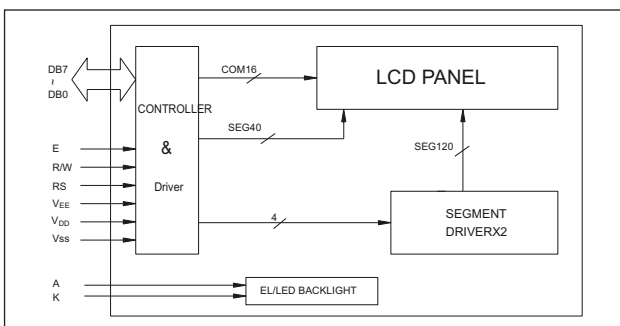 DB7
~
DB0
E
R/W
RS
VEE
VDD
Vss
A
K
CONTROLLER
&
Driver
COM16
SEG40
4
LCD PANEL
SEG120
SEGMENT
DRIVERX2
EL/LED BACKLIGHT